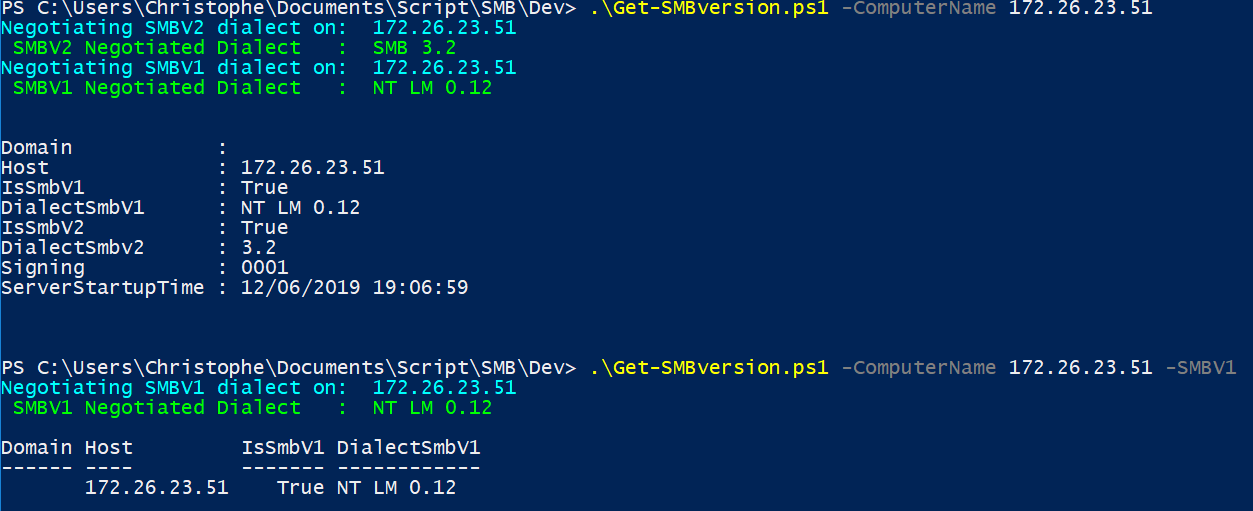 PS C:\Users\Christophe\Documents\Script\SMB\Dev> .\Get-SMBversion.ps1 -ComputerName 172.26.23.51
Negotiating SMBV2 dialect on:  172.26.23.51
 SMBV2 Negotiated Dialect   :  SMB 3.2
Negotiating SMBV1 dialect on:  172.26.23.51
 SMBV1 Negotiated Dialect   :  NT LM 0.12
Domain            :
Host              : 172.26.23.51
IsSmbV1           : True
DialectSmbV1      : NT LM 0.12
IsSmbV2           : True
DialectSmbv2      : 3.2
Signing           : 0001
ServerStartupTime : 12/06/2019 19:06:59
PS C:\Users\Christophe\Documents\Script\SMB\Dev> .\Get-SMBversion.ps1 -ComputerName 172.26.23.51 -SMBV1
Negotiating SMBV1 dialect on:  172.26.23.51
 SMBV1 Negotiated Dialect   :  NT LM 0.12
Domain Host         IsSmbV1 DialectSmbV1
------ ----         ------- ------------
       172.26.23.51    True NT LM 0.12